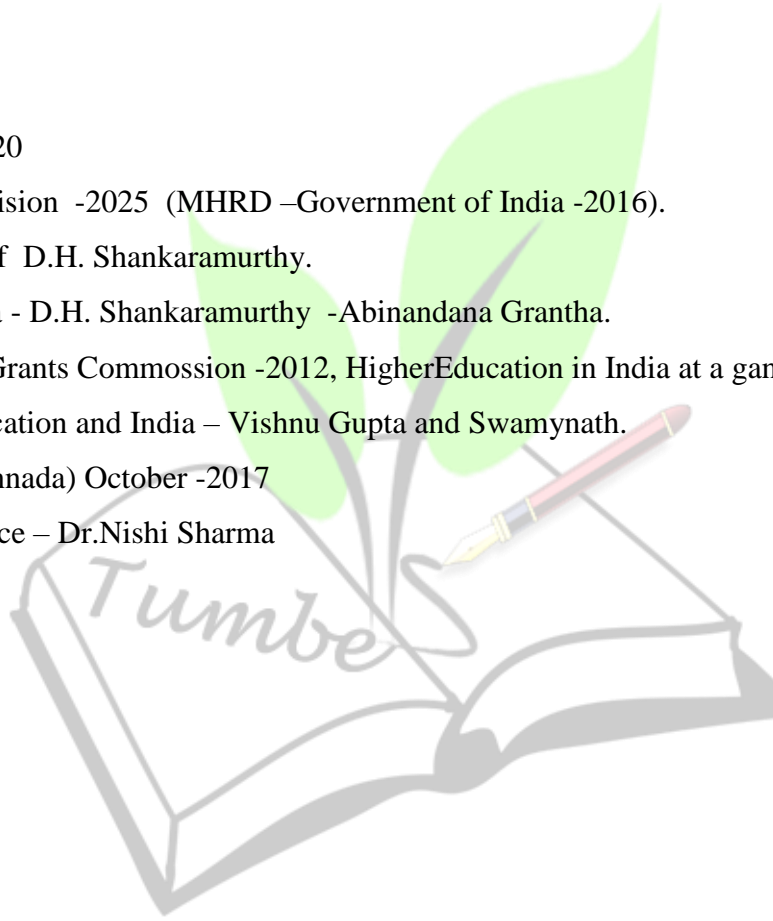 20
ision -2025 (MHRD –Government of India -2016).
f D.H. Shankaramurthy.
a - D.H. Shankaramurthy -Abinandana Grantha.
Grants Commossion -2012, HigherEducation in India at a gan
cation and India – Vishnu Gupta and Swamynath.
nnada) October -2017
ce – Dr.Nishi Sharma
Tumbe